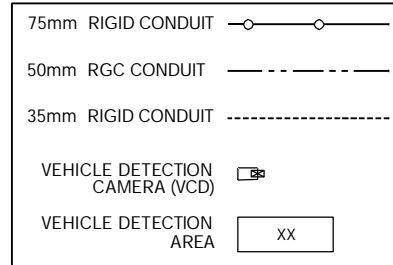 75mm RIGID CONDUIT
50mm RGC CONDUIT
35mm RIGID CONDUIT
VEHICLE DETECTION
CAMERA (VCD)
VEHICLE DETECTION
AREA
XX